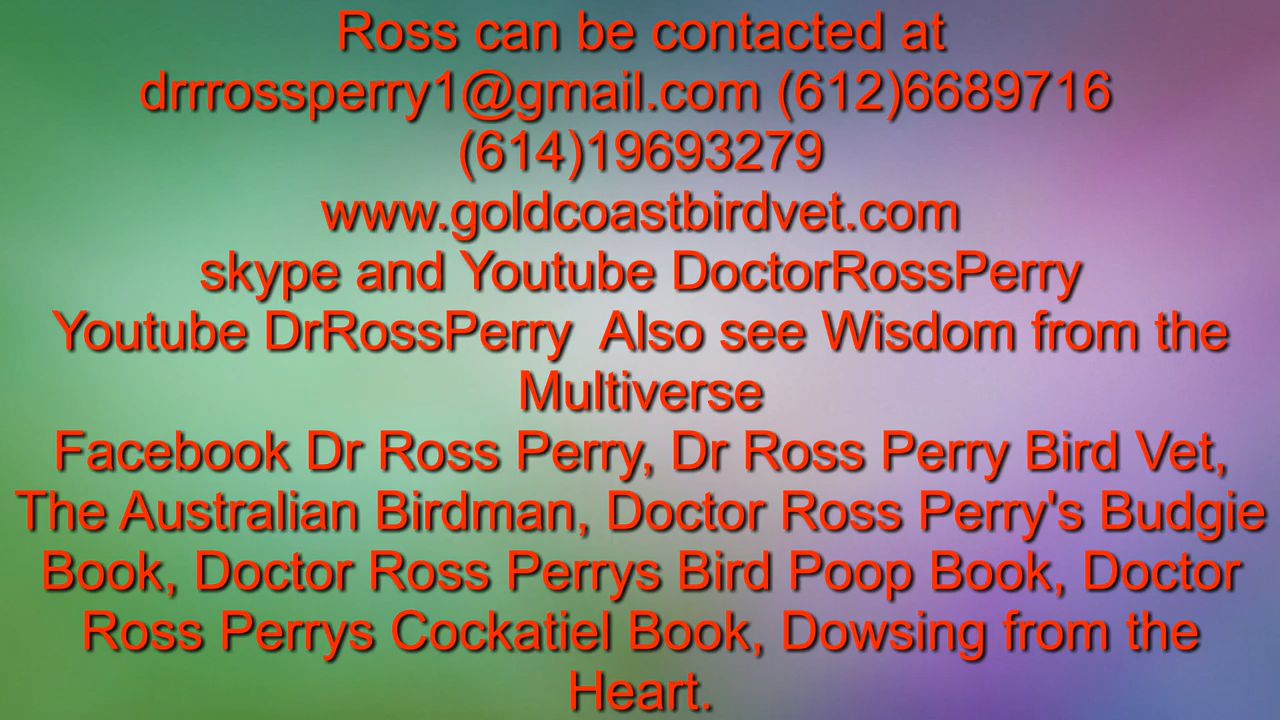 Ross can be contacted at
drrrossperry1@gmail.com (612)6689716
(614)19693279
www.goldcoastbirdvet.com
skype and Youtube DoctorRossPerry
Youtube DrRossPerry  Also see Wisdom from the
Multiverse
Facebook Dr Ross Perry, Dr Ross Perry Bird Vet,
The Australian Birdman, Doctor Ross Perry's Budgie
Book, Doctor Ross Perrys Bird Poop Book, Doctor
Ross Perrys Cockatiel Book, Dowsing from the
Heart.